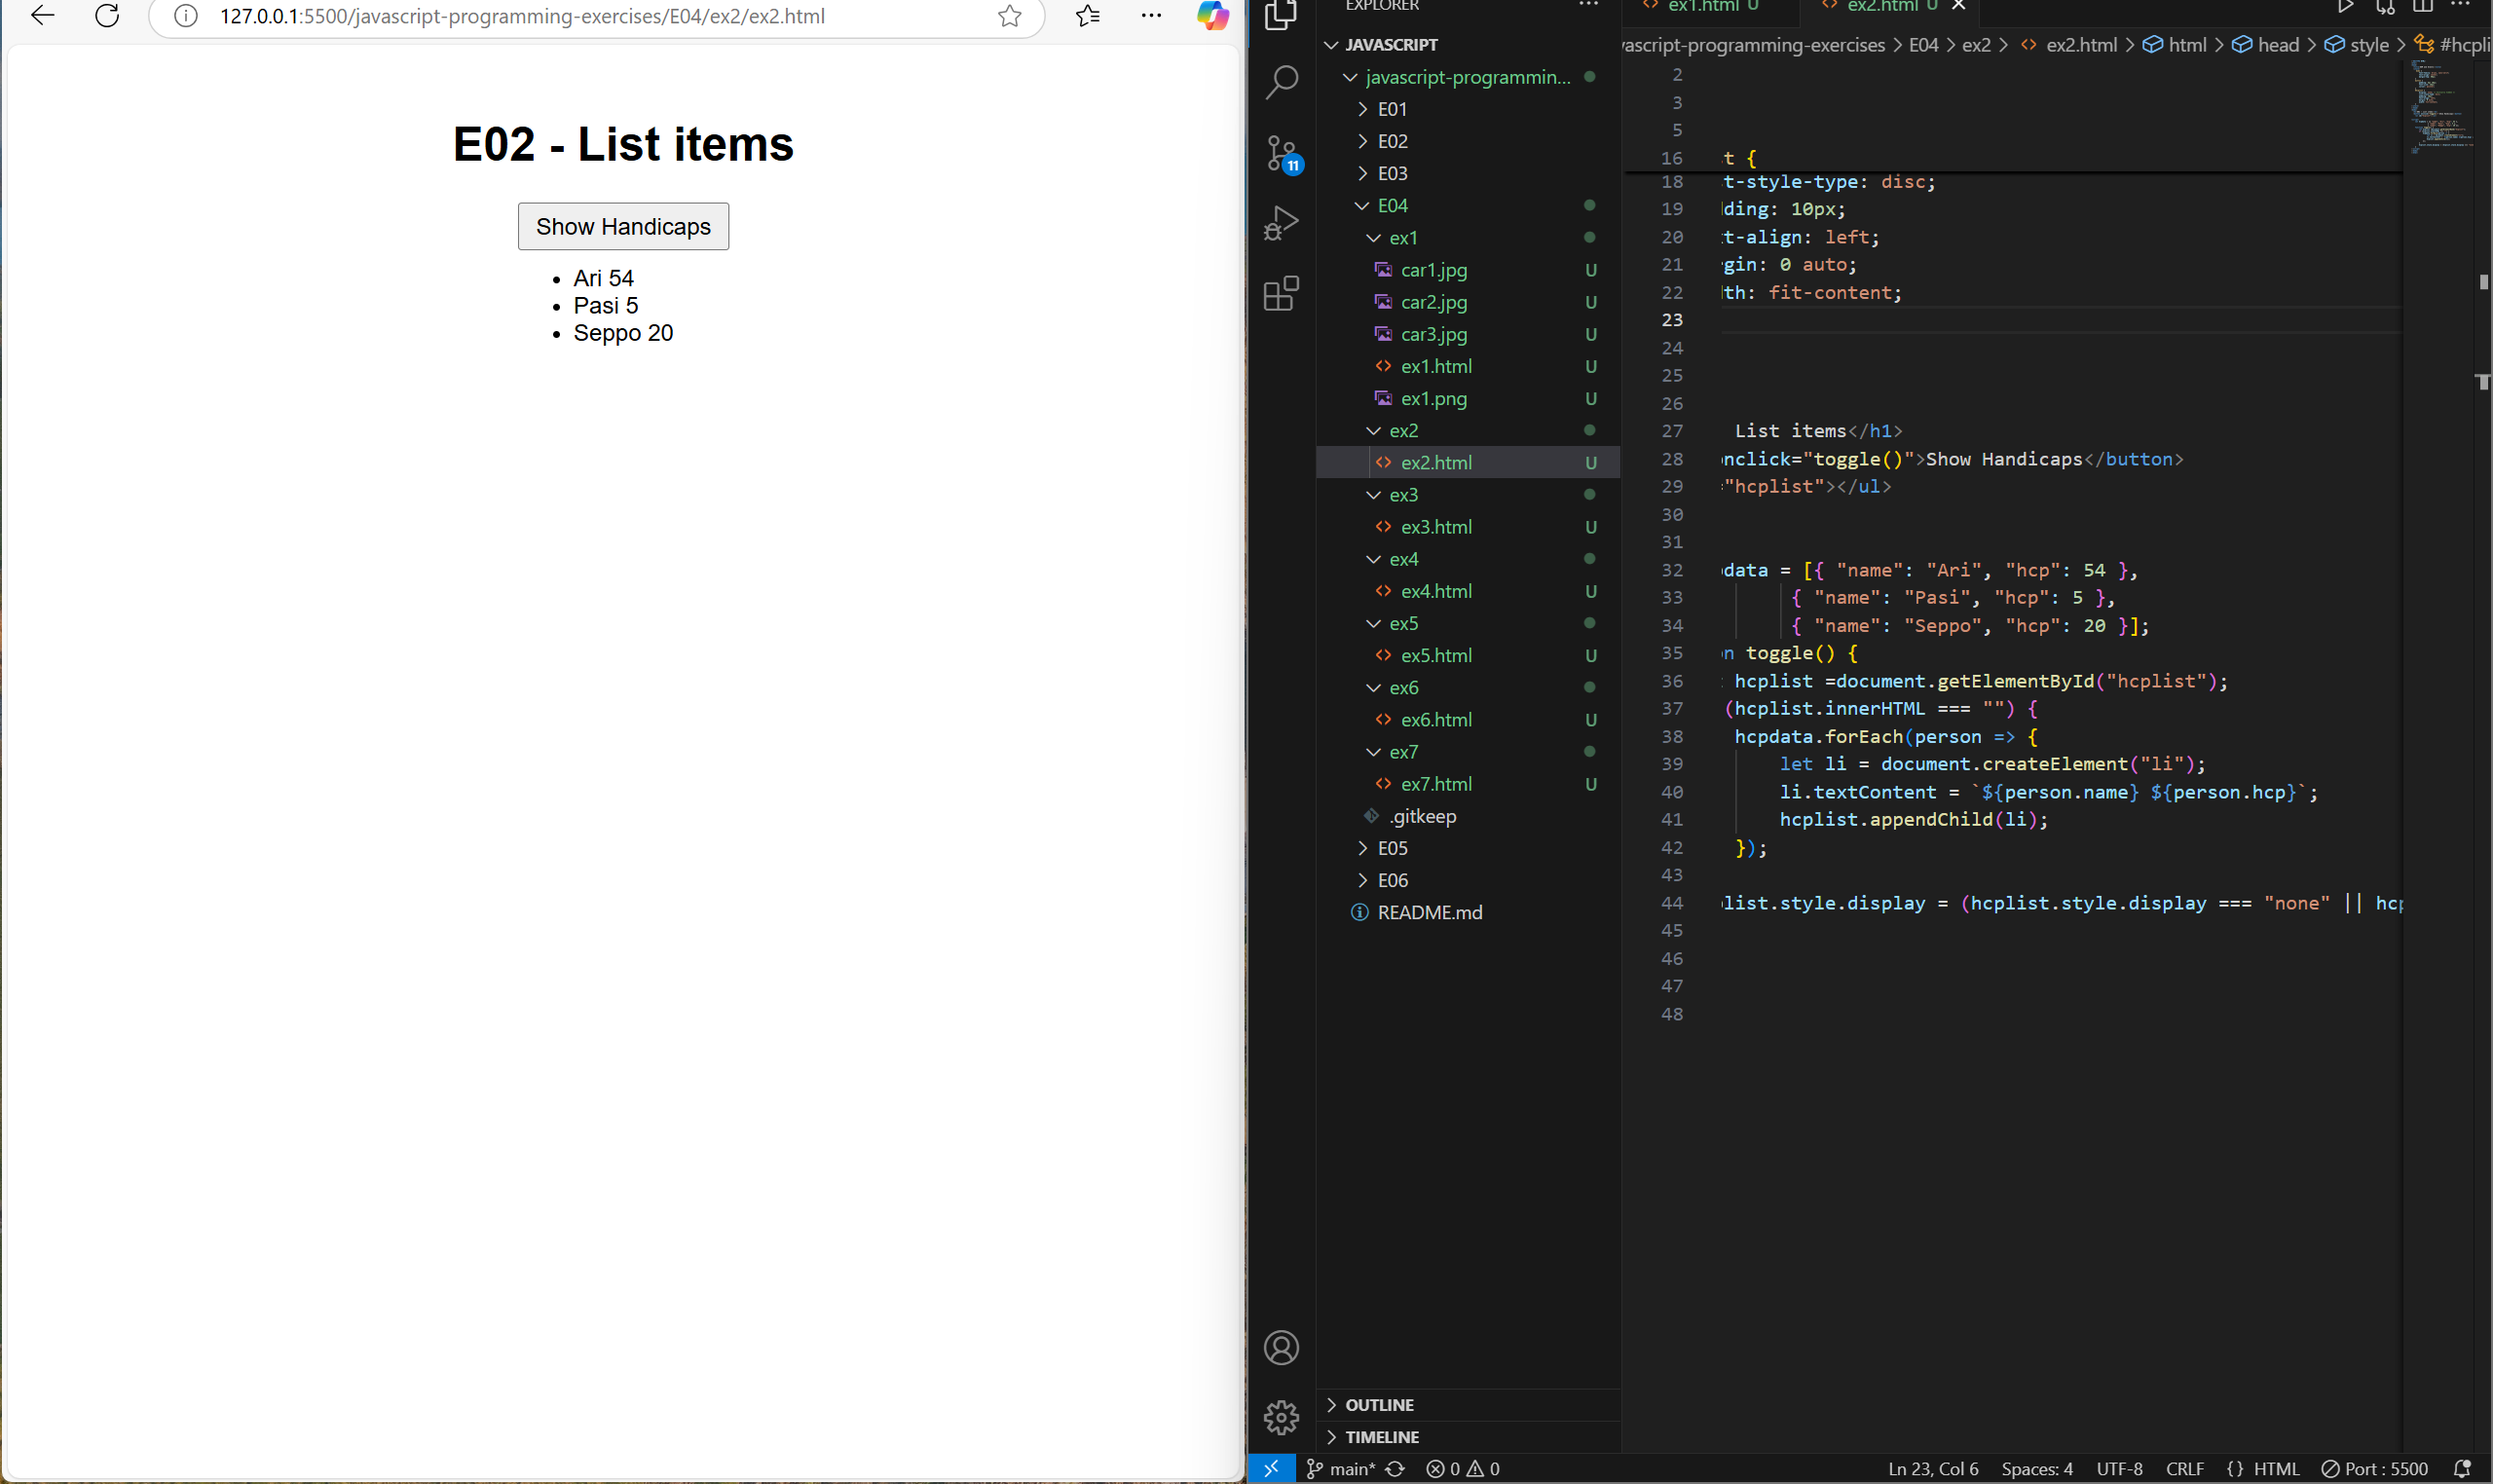 127.0.0.1:5500/javascript-programming-exercises/E04/ex2/ex2.html
E02 - List items
Show Handicaps
• Ari 54
• Pasi 5
• Seppo 20
EXPLORER
JAVASCRIPT
javascript-programmin...
E01
E02
E03
E04
ex1
car1.jpg U
car2.jpg U
car3.jpg U
ex1.html U
ex1.png U
ex2
ex2.html U
ex3
ex3.html U
ex4
ex4.html U
ex5
ex5.html U
ex6
ex6.html U
ex7
ex7.html U
.gitkeep
E05
E06
README.md
OUTLINE
TIMELINE
11
ex1.html U
ex2.html U
ascript-programming-exercises > E04 > ex2 > ex2.html > html > head > style > #hcpli
2
3
5
16 t {
18 t-style-type: disc;
19 ding: 10px;
20 t-align: left;
21 gin: 0 auto;
22 th: fit-content;
23
24
25
26
27 List items</h1>
28 nclick="toggle()">Show Handicaps</button>
29 "hcplist"></ul>
30
31
32 data = [{ "name": "Ari", "hcp": 54 },
33 { "name": "Pasi", "hcp": 5 },
34 { "name": "Seppo", "hcp": 20 }];
35 n toggle() {
36 hcplist =document.getElementById("hcplist");
37 (hcplist.innerHTML === "") {
38 hcpdata.forEach(person => {
39 let li = document.createElement("li");
40 li.textContent = `${person.name} ${person.hcp}`;
41 hcplist.appendChild(li);
42 });
43
44 list.style.display = (hcplist.style.display === "none" || hcp
45
46
47
48
main* 0 0
Ln 23, Col 6 Spaces: 4 UTF-8 CRLF {} HTML Port : 5500